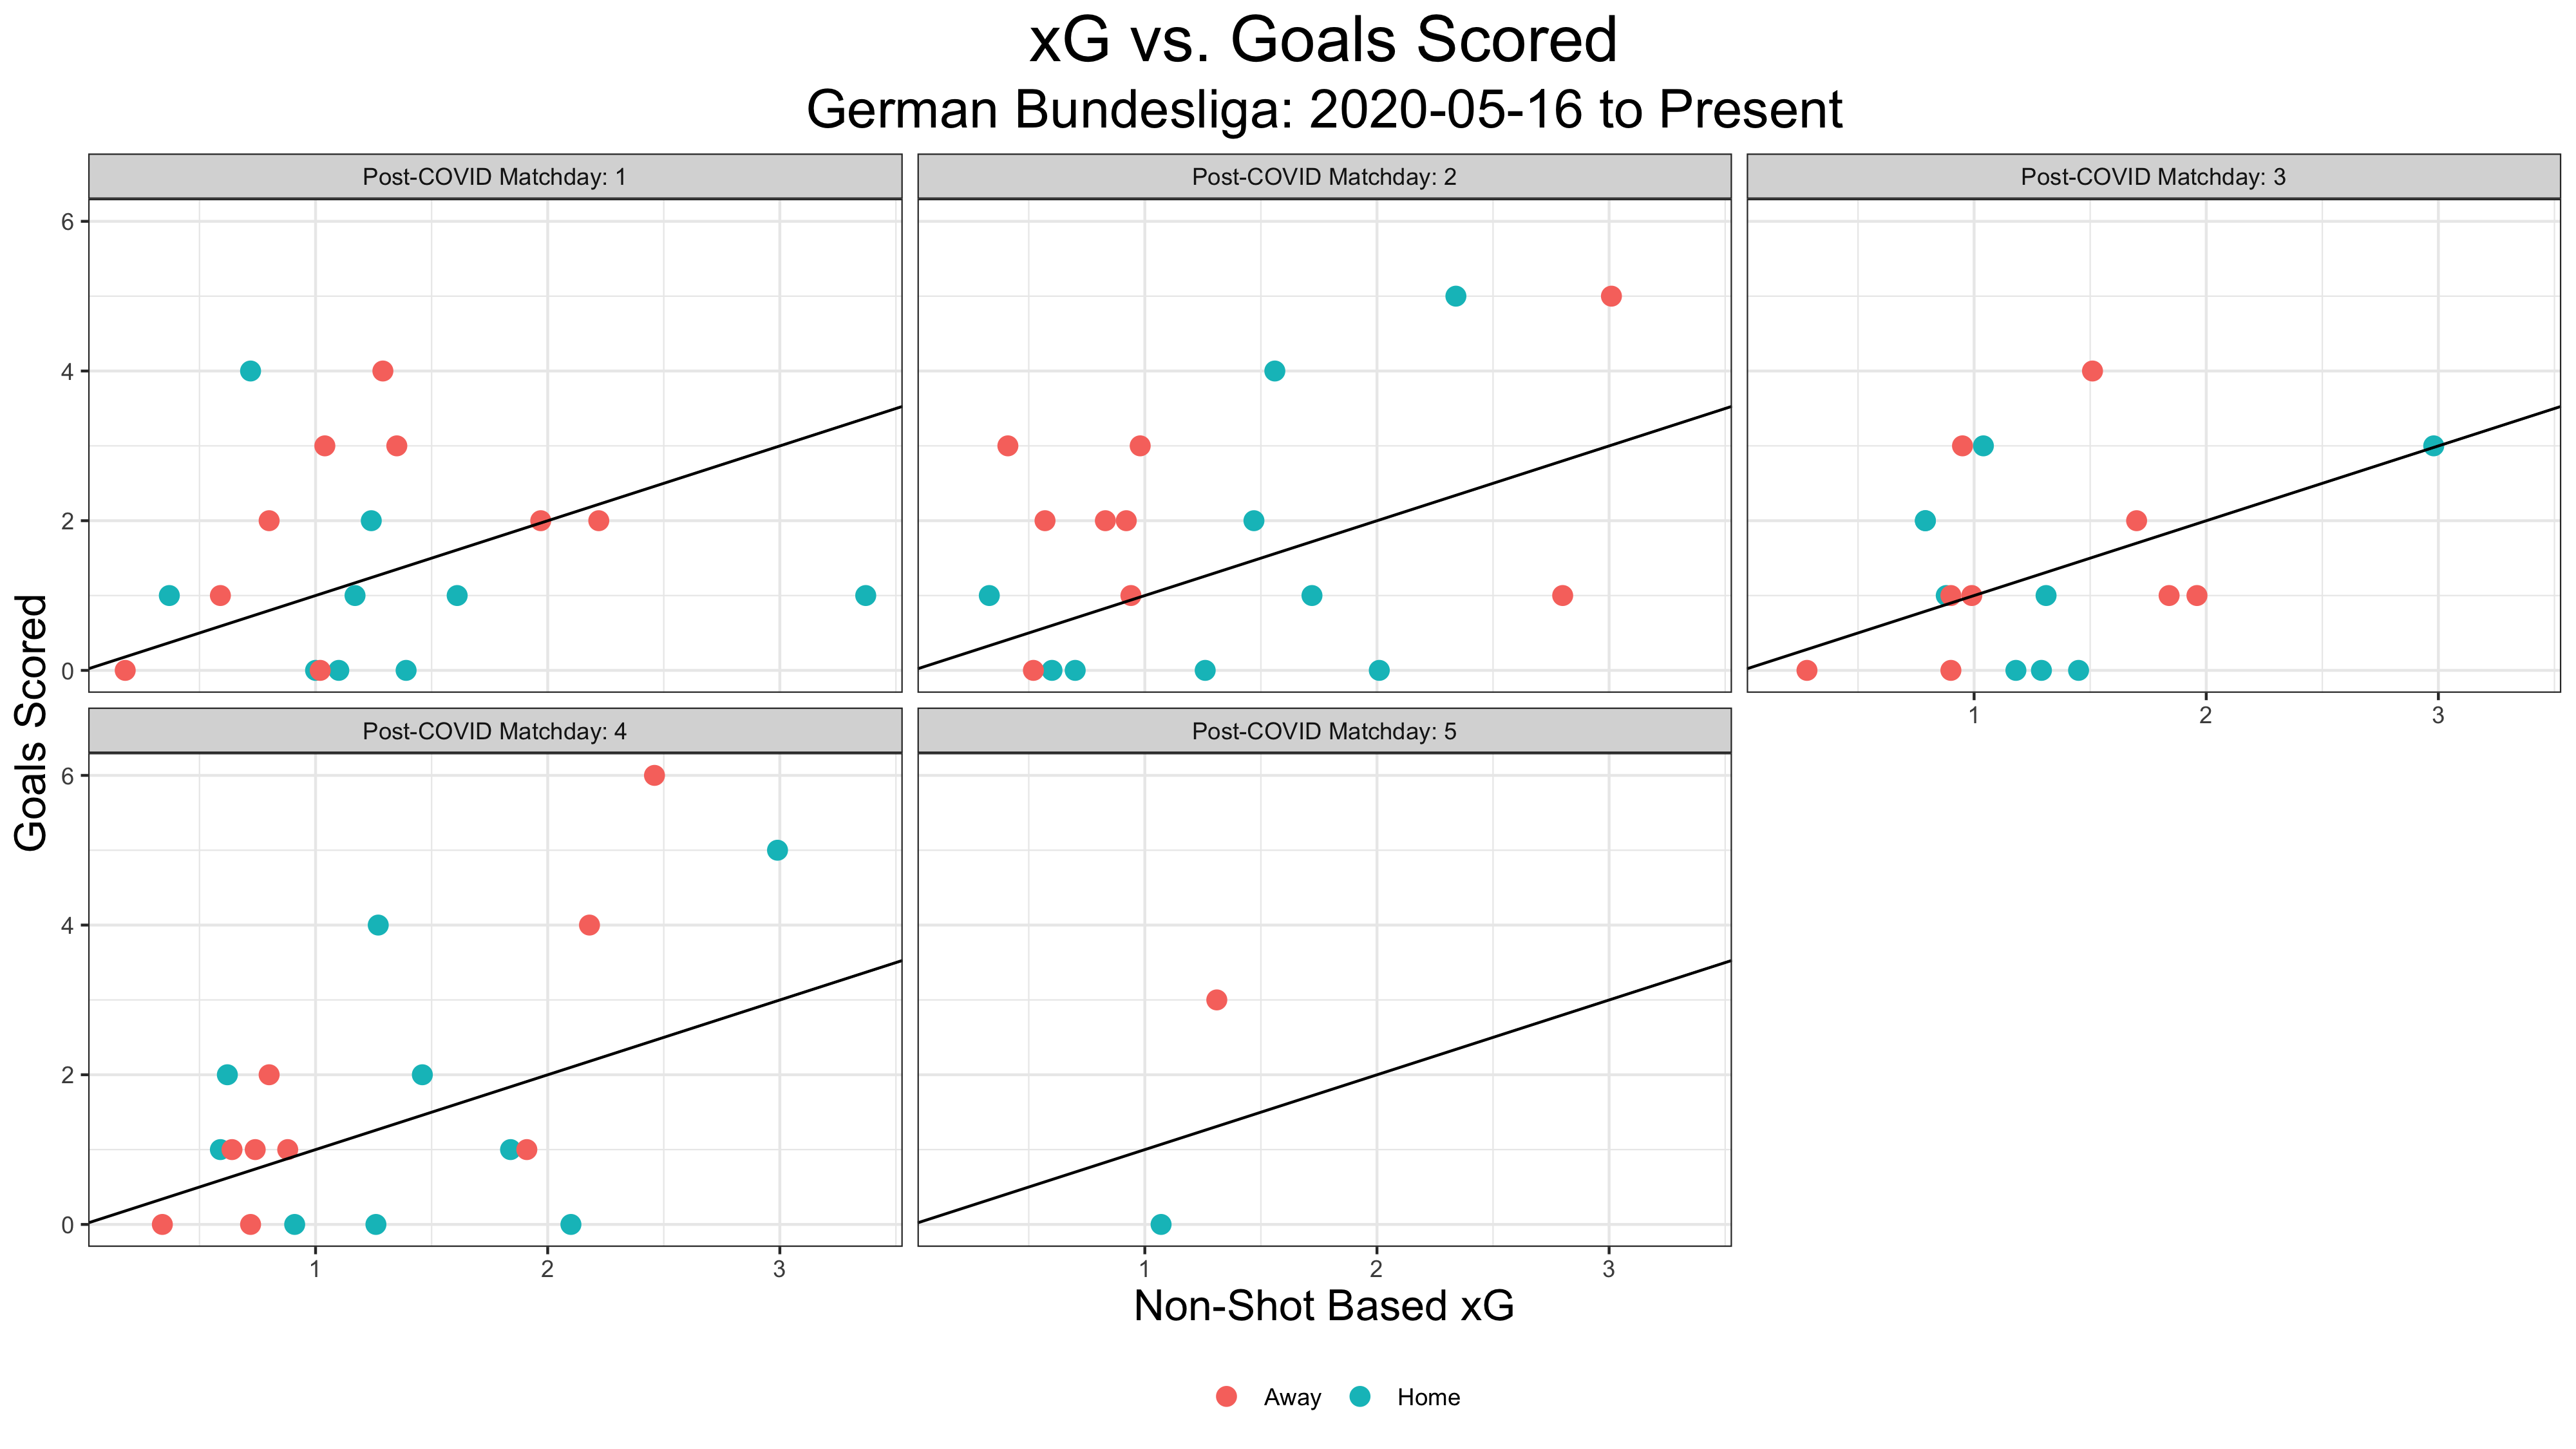 xG vs. Goals Scored
German Bundesliga: 2020-05-16 to Present
Post-COVID Matchday: 1
Post-COVID Matchday: 2
Post-COVID Matchday: 3
6
4
2
0
1
2
3
Post-COVID Matchday: 4
Post-COVID Matchday: 5
6
4
2
0
1
2
3
1
2
3
Goals Scored
Non-Shot Based xG
Away
Home